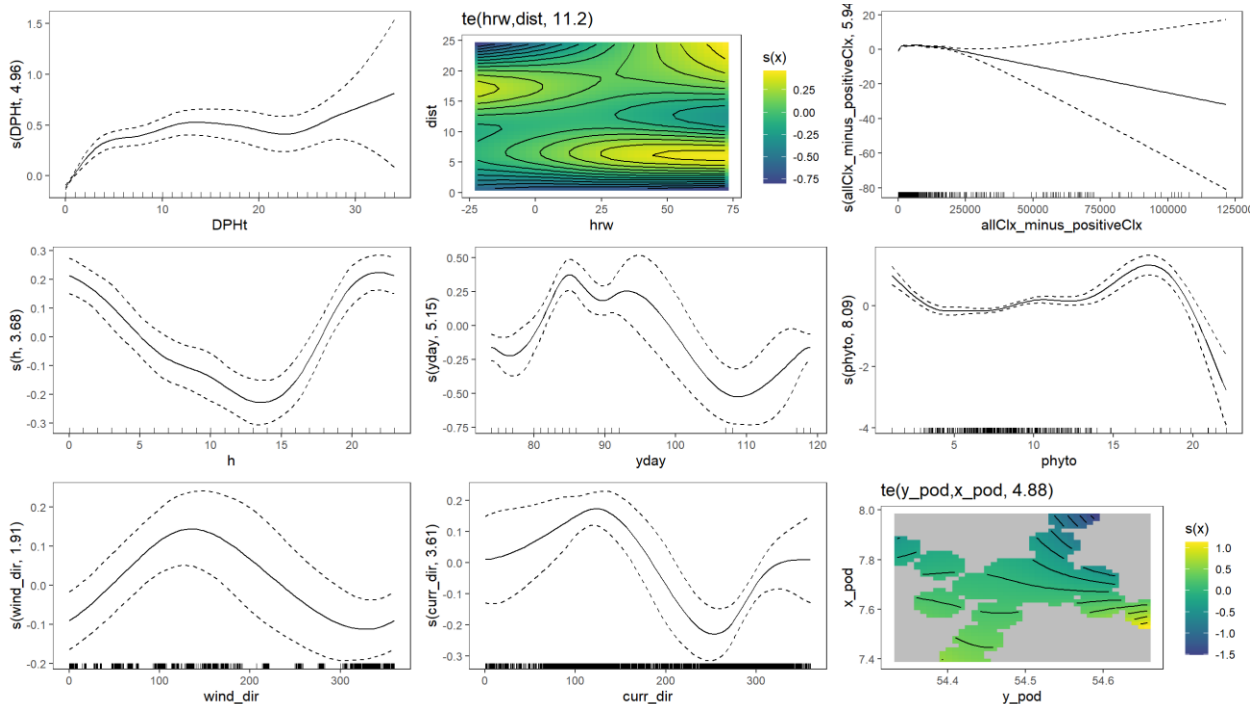 1.5
1.0
0.5
0.0
s(DPHt, 4.96)
0 10 20 30
DPHt
te(hrw,dist, 11.2)
25
20
15
10
5
0
dist
-25 0 25 50 75
hrw
s(x)
0.25
0.00
-0.25
-0.50
-0.75
20
0
-20
-40
-60
-80
s(allClx_minus_positiveClx, 5.94
0 25000 50000 75000 100000 125000
allClx_minus_positiveClx
0.3
0.2
0.1
0.0
-0.1
-0.2
-0.3
s(h, 3.68)
0 5 10 15 20
h
0.50
0.25
0.00
-0.25
-0.50
-0.75
s(yday, 5.15)
80 90 100 110 120
yday
0
-2
-4
s(phyto, 8.09)
5 10 15 20
phyto
0.2
0.1
0.0
-0.1
-0.2
s(wind_dir, 1.91)
0 100 200 300
wind_dir
0.2
0.1
0.0
-0.1
-0.2
-0.3
s(curr_dir, 3.61)
0 100 200 300
curr_dir
te(y_pod,x_pod, 4.88)
8.0
7.8
7.6
7.4
x_pod
54.4 54.5 54.6
y_pod
s(x)
1.0
0.5
0.0
-0.5
-1.0
-1.5